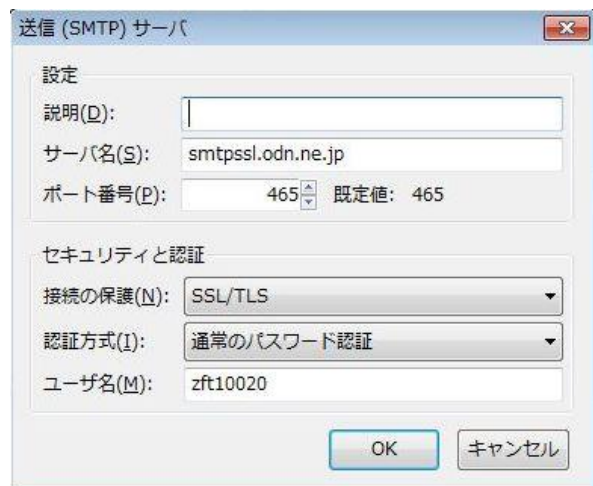 送信 (SMTP) サーバ
設定
説明(D):
サーバ名(S): smtpssl.odn.ne.jp
ポート番号(P): 465 既定値: 465
セキュリティと認証
接続の保護(N): SSL/TLS
認証方式(I): 通常のパスワード認証
ユーザ名(M): zft10020
OK キャンセル